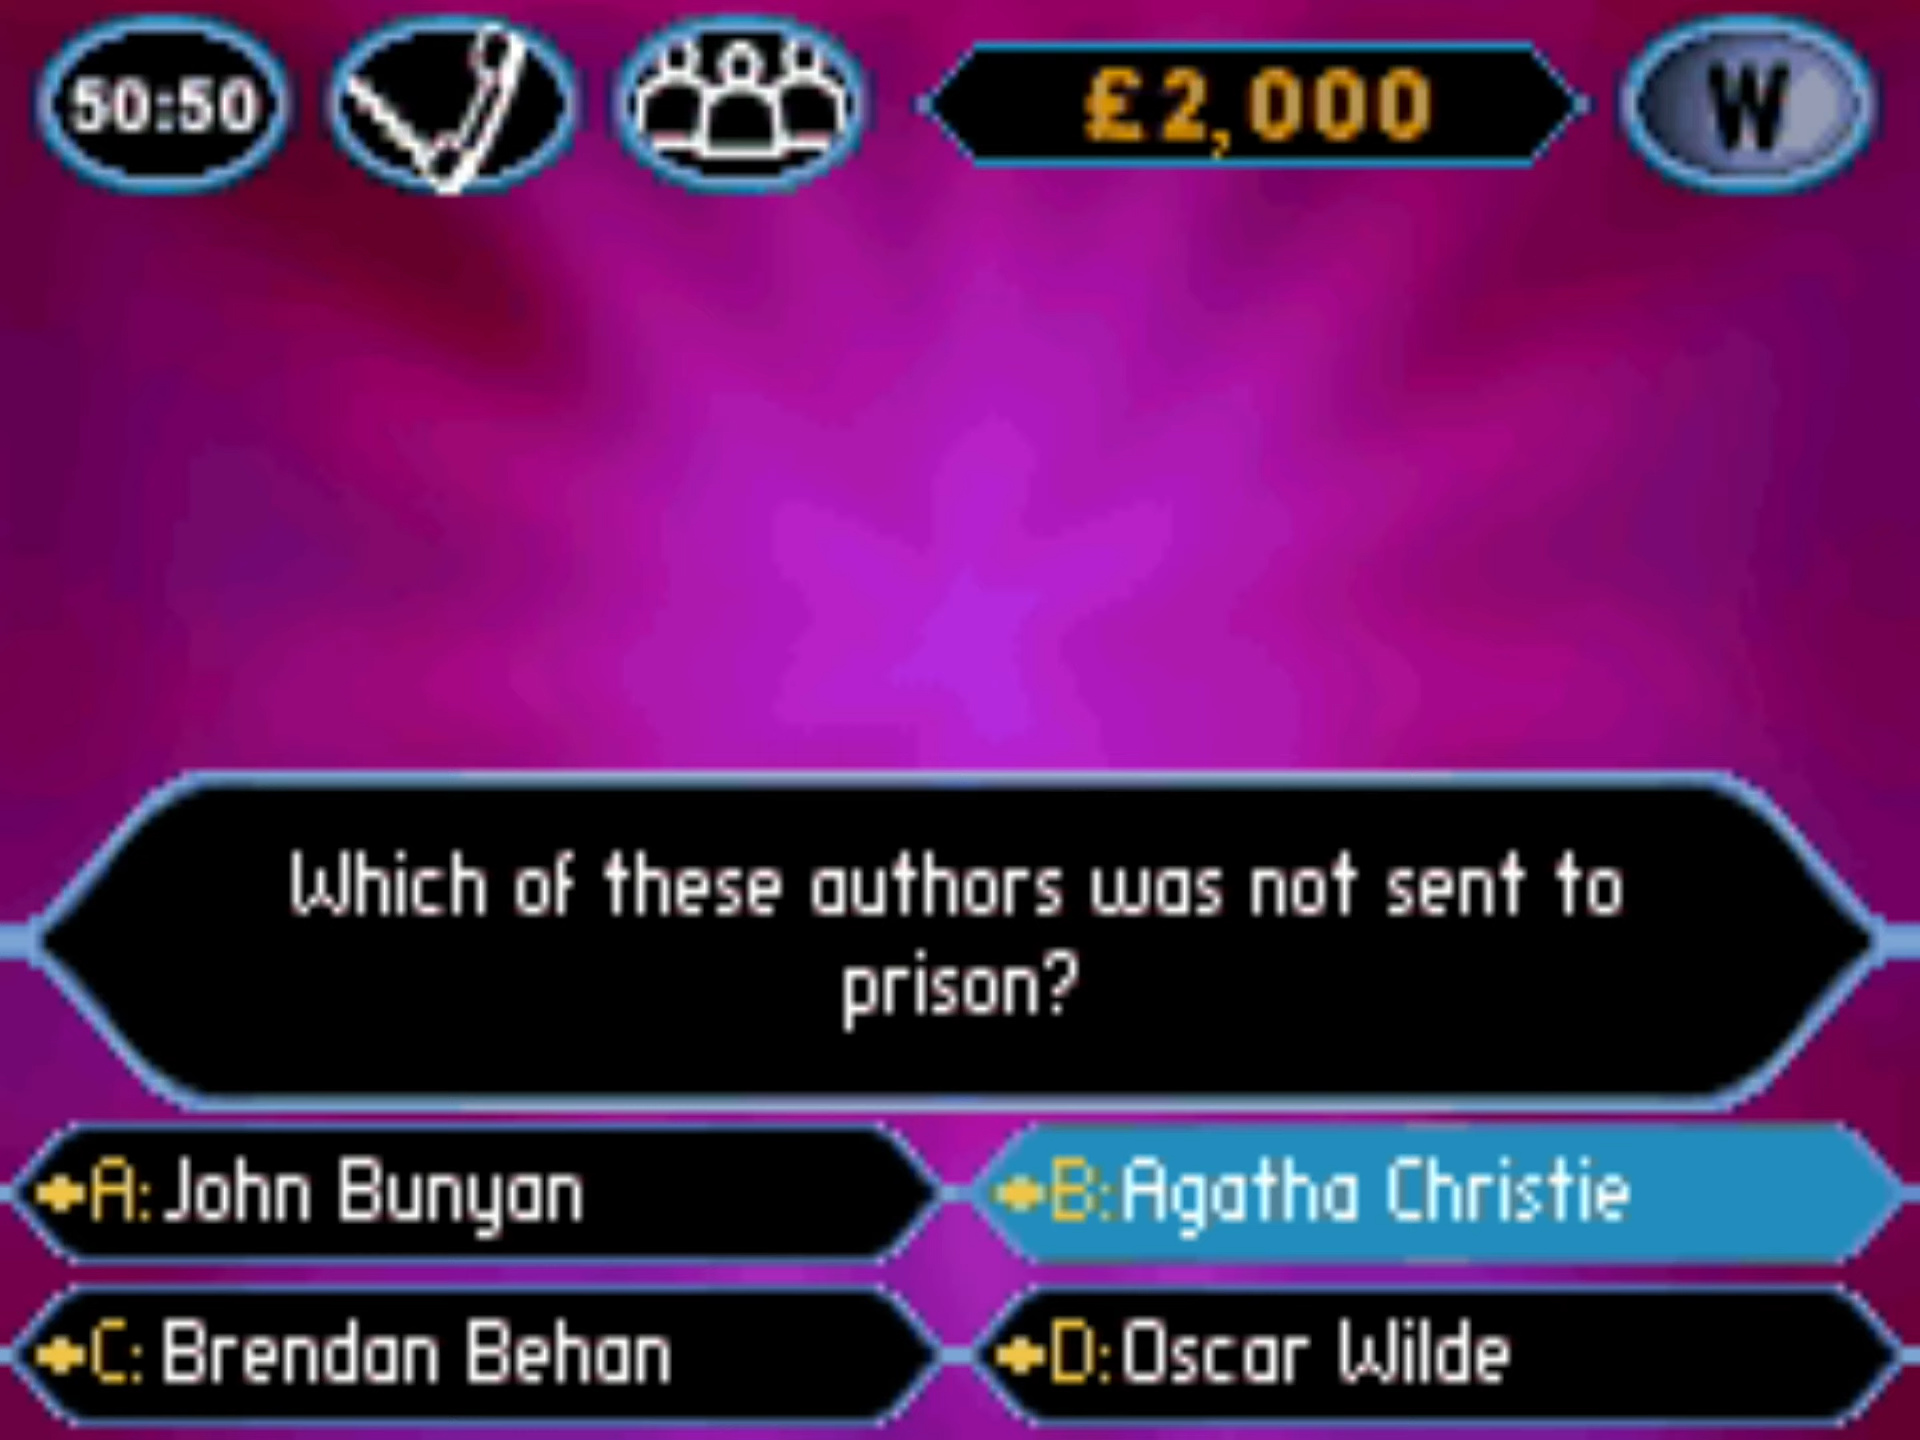 50:50
£2,000
W
Which of these authors was not sent to
prison?
A: John Bunyan
B: Agatha Christie
C: Brendan Behan
D: Oscar Wilde